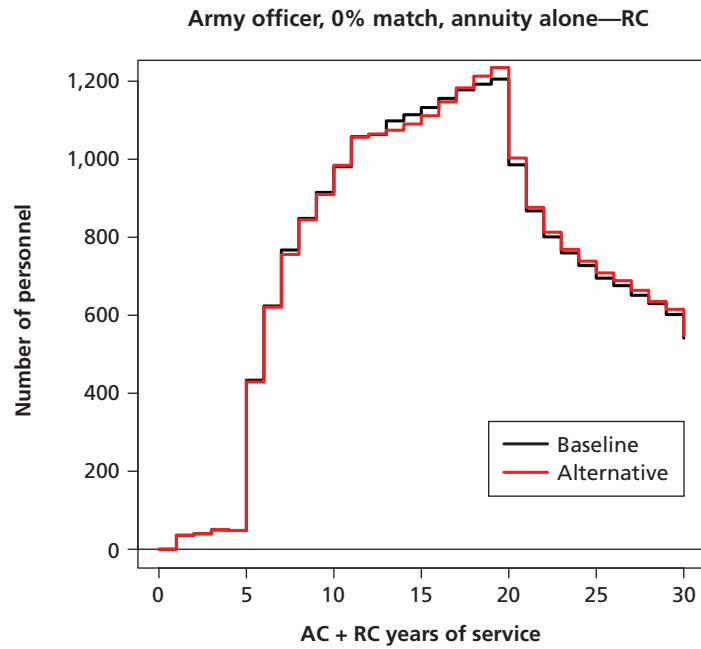 Army officer, 0% match, annuity alone—RC
Number of personnel
1,200
1,000
800
600
400
200
0
Baseline
Alternative
0 5 10 15 20 25 30
AC + RC years of service